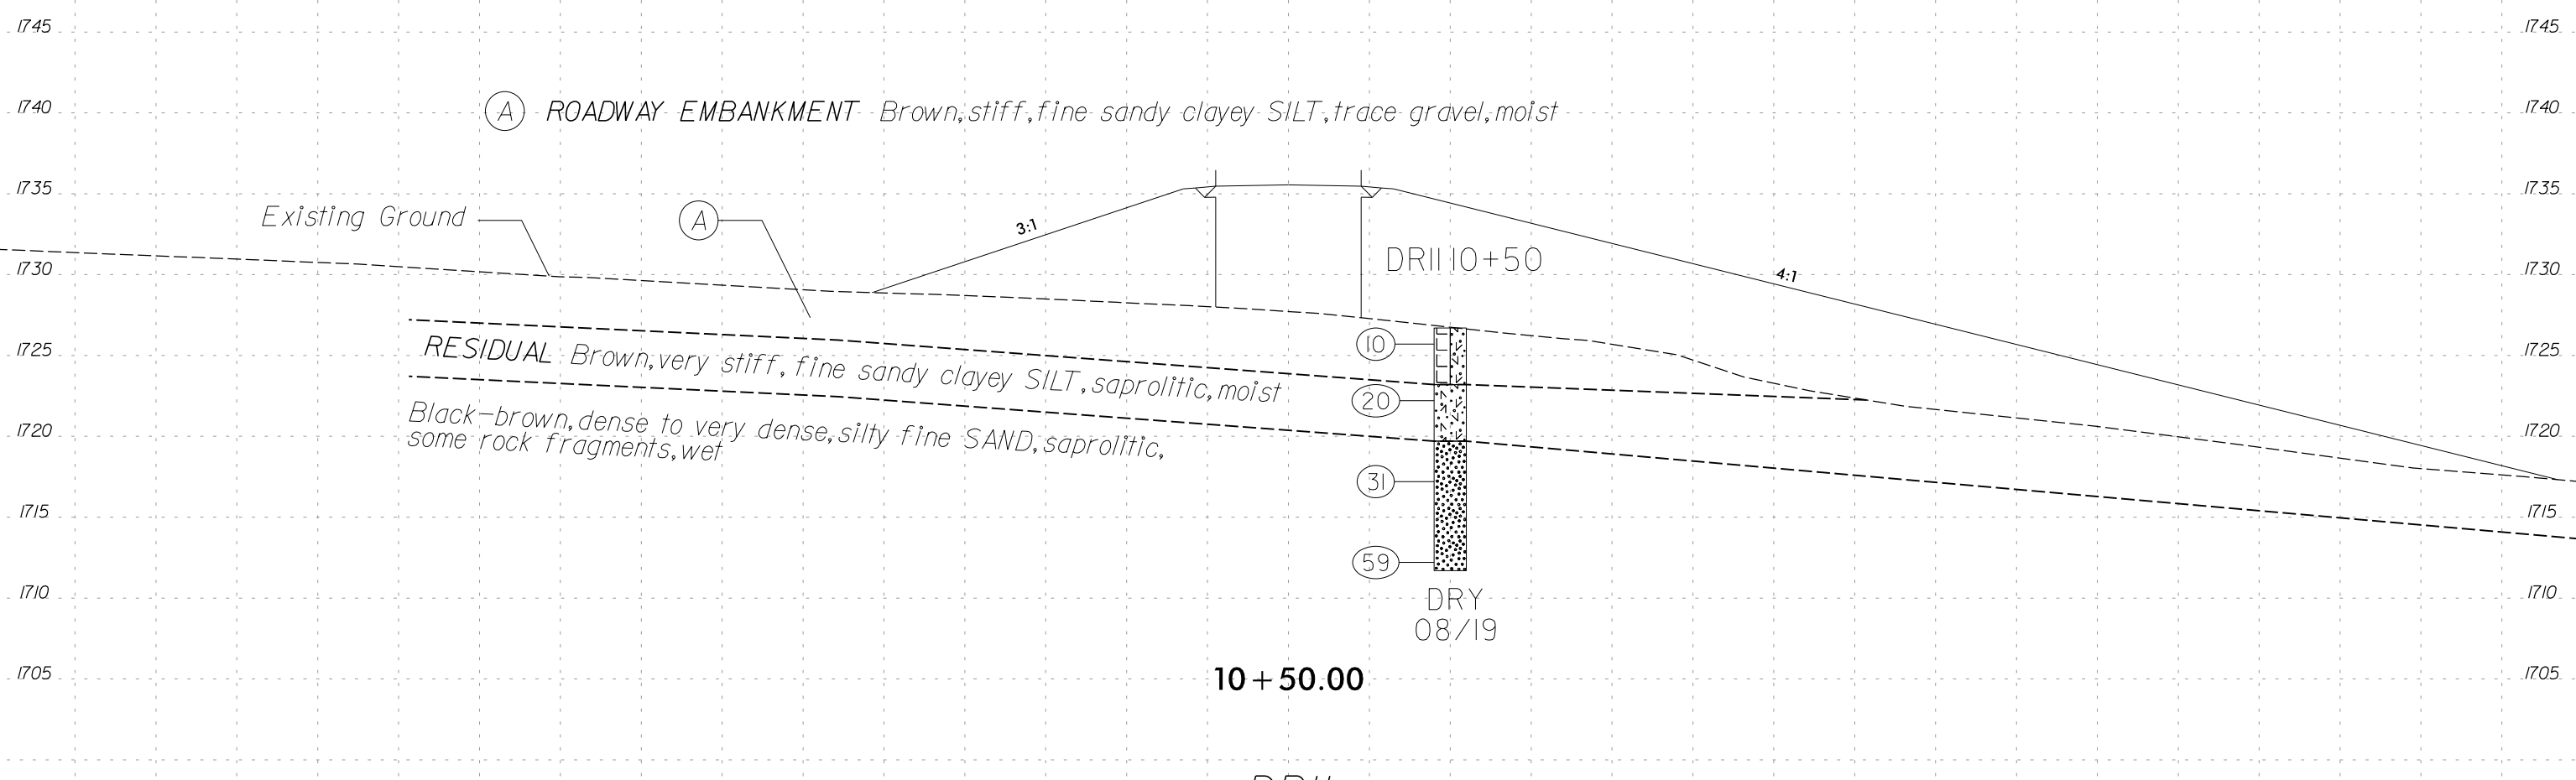 1745 1745
1740 1740
A ROADWAY EMBANKMENT Brown, stiff, fine sandy clayey SILT, trace gravel, moist
1735 1735
Existing Ground
A
3:1
DR11 10+50
4:1
1730 1730
10
1725 1725
RESIDUAL Brown, very stiff, fine sandy clayey SILT, saprolitic, moist
20
Black-brown, dense to very dense, silty fine SAND, saprolitic,
some rock fragments, wet
1720 1720
31
1715 1715
59
1710 1710
DRY
08/19
1705 1705
10+50.00